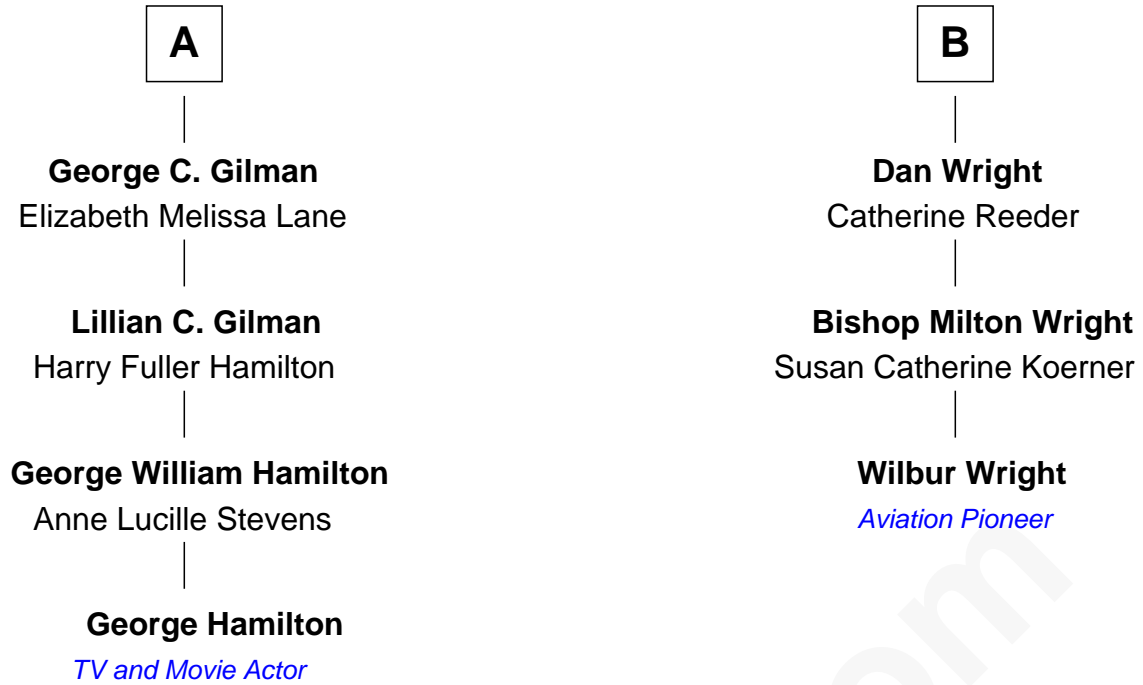 A
George C. Gilman
Elizabeth Melissa Lane
Lillian C. Gilman
Harry Fuller Hamilton
George William Hamilton
Anne Lucille Stevens
George Hamilton
TV and Movie Actor
B
Dan Wright
Catherine Reeder
Bishop Milton Wright
Susan Catherine Koerner
Wilbur Wright
Aviation Pioneer
om